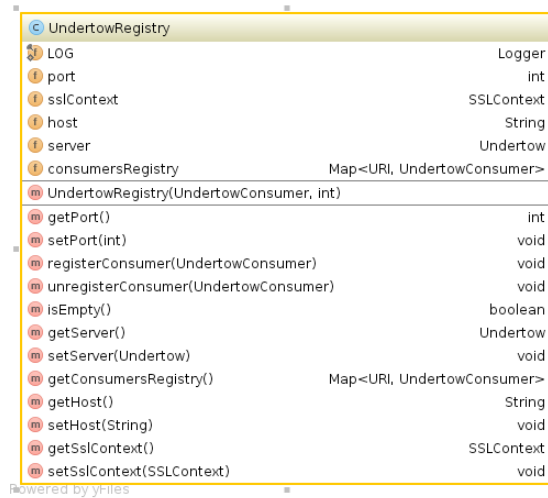 UndertowRegistry
LOG Logger
port int
sslContext SSLContext
host String
server Undertow
consumersRegistry Map<URI, UndertowConsumer>
UndertowRegistry(UndertowConsumer, int)
getPort() int
setPort(int) void
registerConsumer(UndertowConsumer) void
unregisterConsumer(UndertowConsumer) void
isEmpty() boolean
getServer() Undertow
setServer(Undertow) void
getConsumersRegistry() Map<URI, UndertowConsumer>
getHost() String
setHost(String) void
getSslContext() SSLContext
setSslContext(SSLContext) void
Powered by yFiles